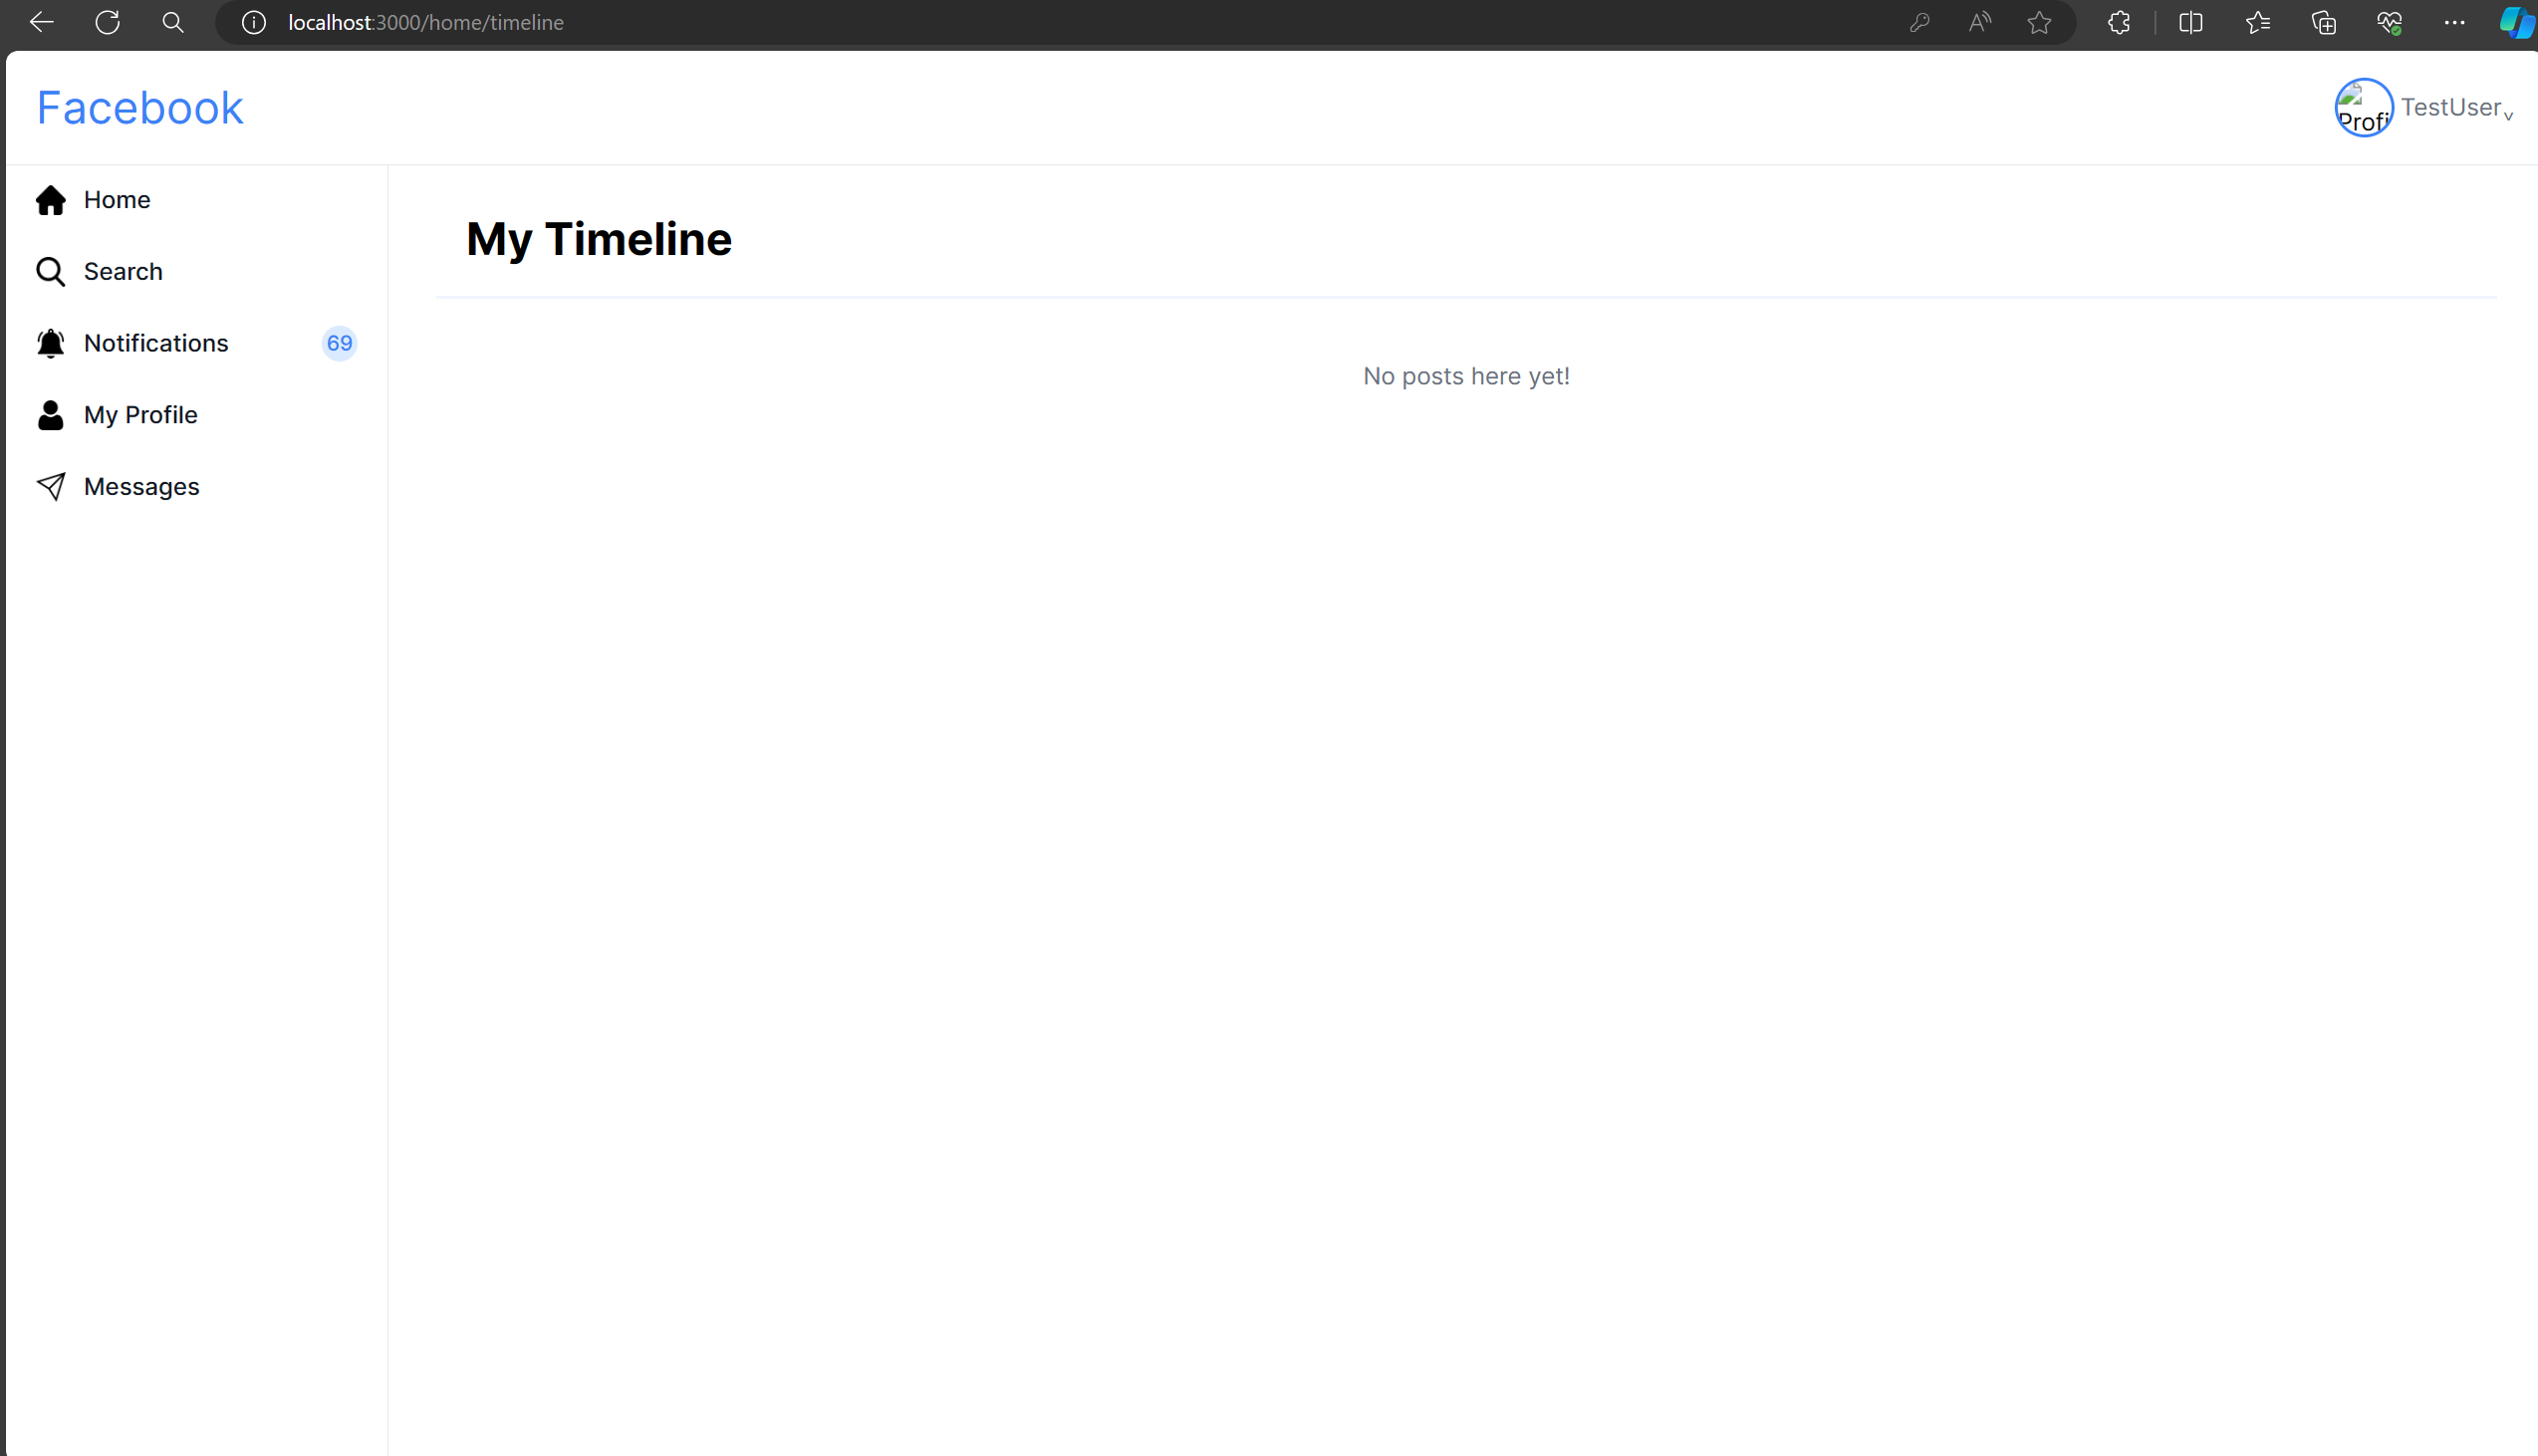 localhost:3000/home/timeline
Facebook
Profi
TestUser
Home
Search
Notifications 69
My Profile
Messages
My Timeline
No posts here yet!